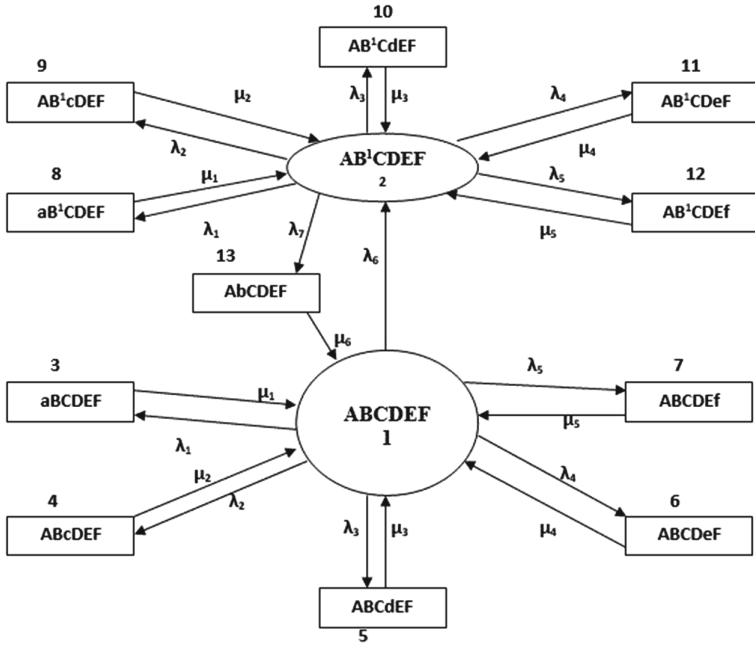 10
AB¹CdEF
9
AB¹cDEF
μ₂
λ₂
λ₃
μ₃
11
AB¹CDeF
λ₄
μ₄
8
aB¹CDEF
μ₁
λ₁
AB¹CDEF
2
λ₅
μ₅
12
AB¹CDEf
λ₇
13
AbCDEF
μ₆
λ₆
3
aBCDEF
μ₁
λ₁
ABCDEF
1
λ₅
μ₅
7
ABCDEf
4
ABcDEF
μ₂
λ₂
λ₄
μ₄
6
ABCDeF
λ₃
μ₃
ABCdEF
5